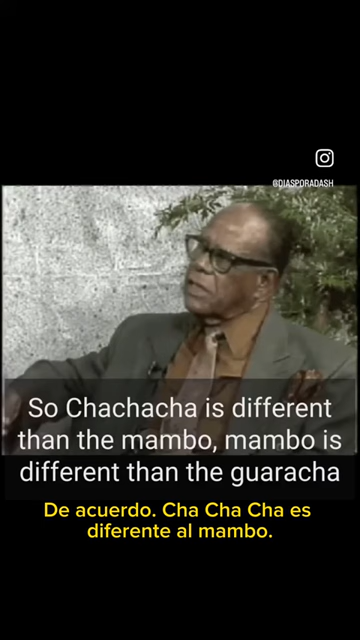 @DIASPORADASH
So Chachacha is different
than the mambo, mambo is
different than the guaracha
De acuerdo. Cha Cha Cha es
diferente al mambo.